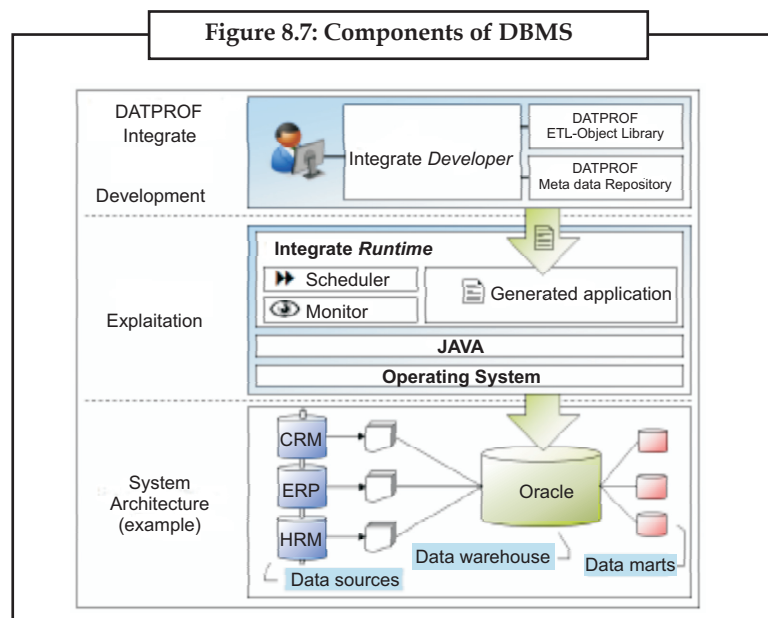 Figure 8.7: Components of DBMS
DATPROF
Integrate
Development
Integrate Developer
DATPROF
ETL-Object Library
DATPROF
Meta data Repository
Explaitation
Integrate Runtime
Scheduler
Monitor
Generated application
JAVA
Operating System
System
Architecture
(example)
CRM
ERP
HRM
Oracle
Data sources
Data warehouse
Data marts